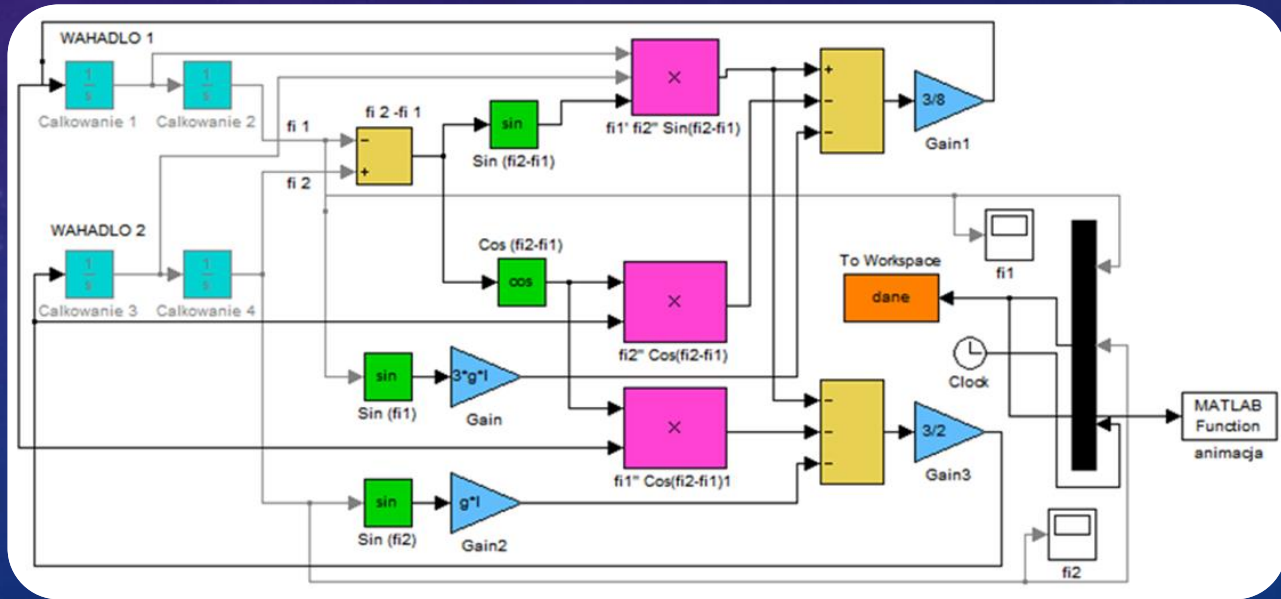 WAHADLO 1
1
s
Calkowanie 1
1
s
Calkowanie 2
fi 1
fi 2
fi 2 -fi 1
−
+
sin
Sin (fi2-fi1)
×
fi1' fi2'' Sin(fi2-fi1)
+
−
−
3/8
Gain1
WAHADLO 2
1
s
Calkowanie 3
1
s
Calkowanie 4
Cos (fi2-fi1)
cos
×
fi2'' Cos(fi2-fi1)
To Workspace
dane
fi1
Clock
sin
Sin (fi1)
3*g*l
Gain
×
fi1'' Cos(fi2-fi1)1
−
−
−
3/2
Gain3
MATLAB
Function
animacja
sin
Sin (fi2)
g*l
Gain2
fi2